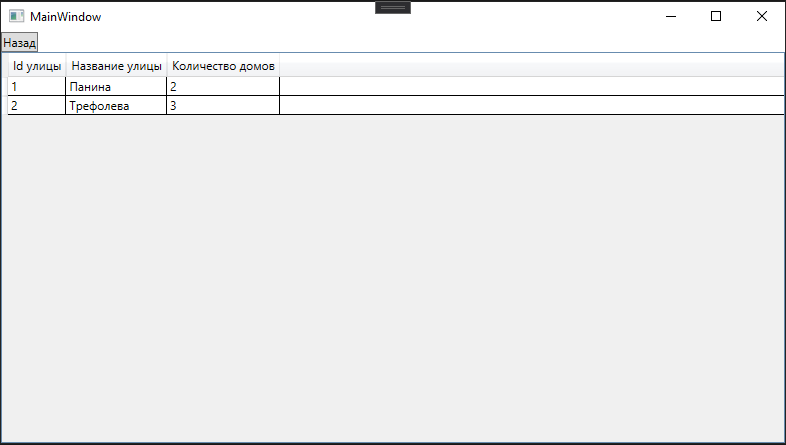 MainWindow
Назад
Id улицы Название улицы Количество домов
1 Панина 2
2 Трефолева 3